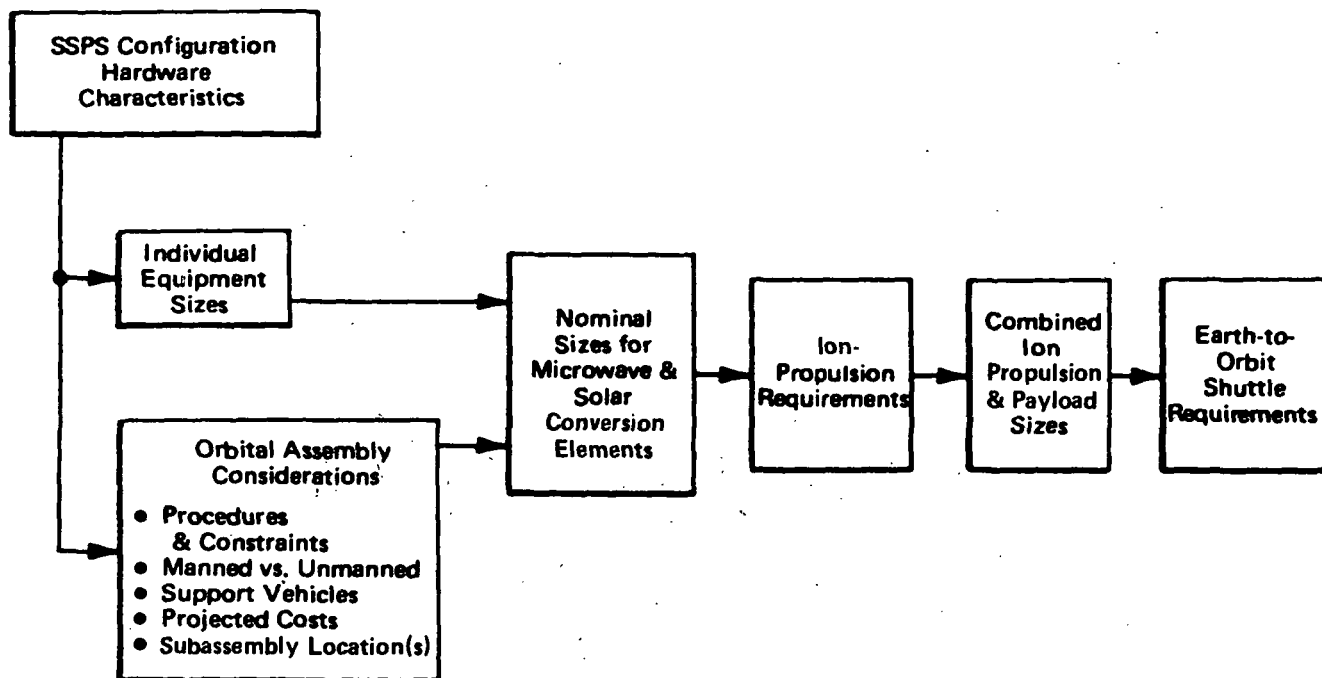 SSPS Configuration
Hardware
Characteristics
Individual
Equipment
Sizes
Orbital Assembly
Considerations
● Procedures
& Constraints
● Manned vs. Unmanned
● Support Vehicles
● Projected Costs
● Subassembly Location(s)
Nominal
Sizes for
Microwave &
Solar
Conversion
Elements
Ion-
Propulsion
Requirements
Combined
Ion
Propulsion
& Payload
Sizes
Earth-to-
Orbit
Shuttle
Requirements